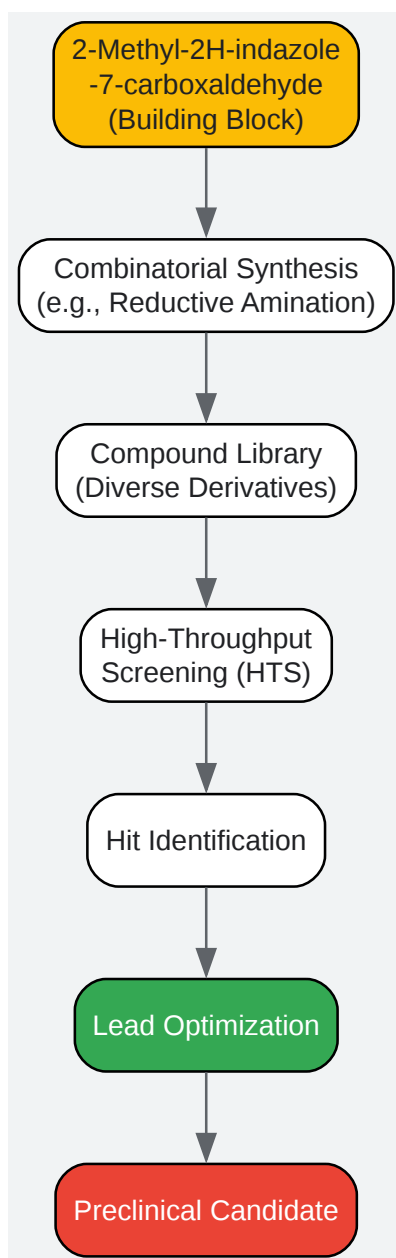 2-Methyl-2H-indazole
-7-carboxaldehyde
(Building Block)
Combinatorial Synthesis
(e.g., Reductive Amination)
Compound Library
(Diverse Derivatives)
High-Throughput
Screening (HTS)
Hit Identification
Lead Optimization
Preclinical Candidate